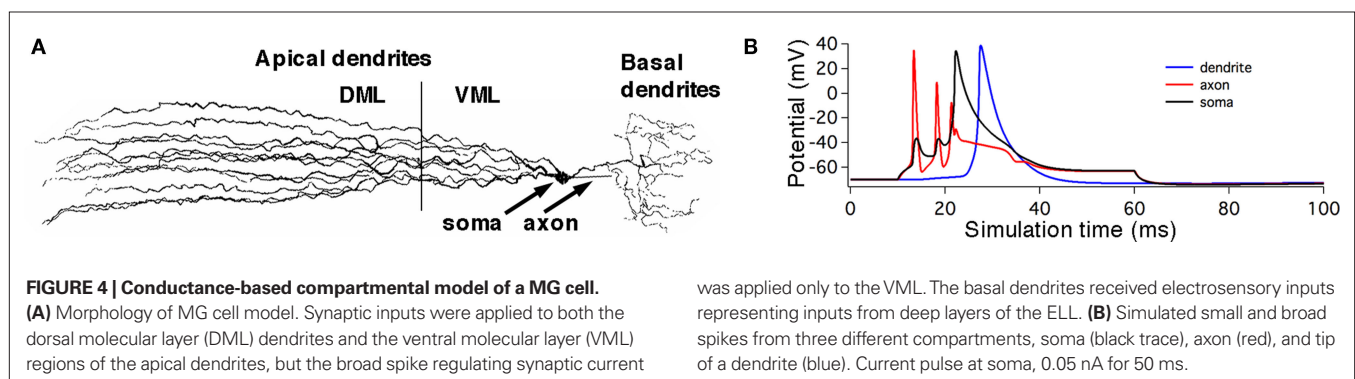 A
Apical dendrites
DML
VML
Basal
dendrites
soma
axon
B
Potential (mV)
40
20
0
-40
-60
dendrite
axon
soma
0
20
40
60
80
100
Simulation time (ms)
FIGURE 4 | Conductance-based compartmental model of a MG cell.
(A) Morphology of MG cell model. Synaptic inputs were applied to both the
dorsal molecular layer (DML) dendrites and the ventral molecular layer (VML)
regions of the apical dendrites, but the broad spike regulating synaptic current
was applied only to the VML. The basal dendrites received electrosensory inputs
representing inputs from deep layers of the ELL. (B) Simulated small and broad
spikes from three different compartments, soma (black trace), axon (red), and tip
of a dendrite (blue). Current pulse at soma, 0.05 nA for 50 ms.